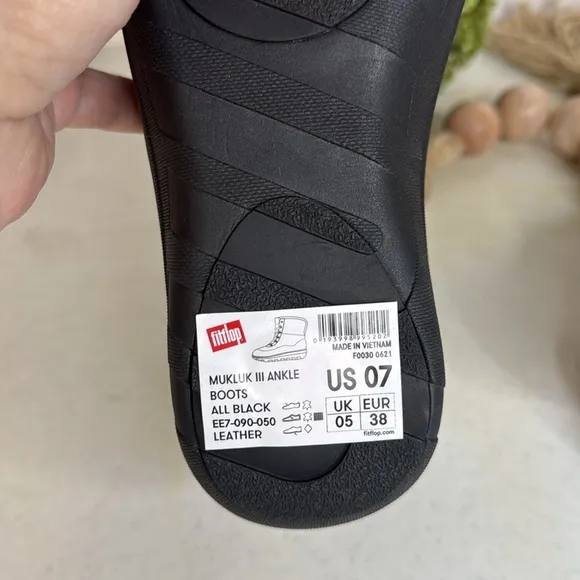 fitflop
0193998995202
MADE IN VIETNAM
F0030 0621
MUKLUK III ANKLE
BOOTS
ALL BLACK
EE7-090-050
LEATHER
US 07
UK EUR
05 38
fitflop.com